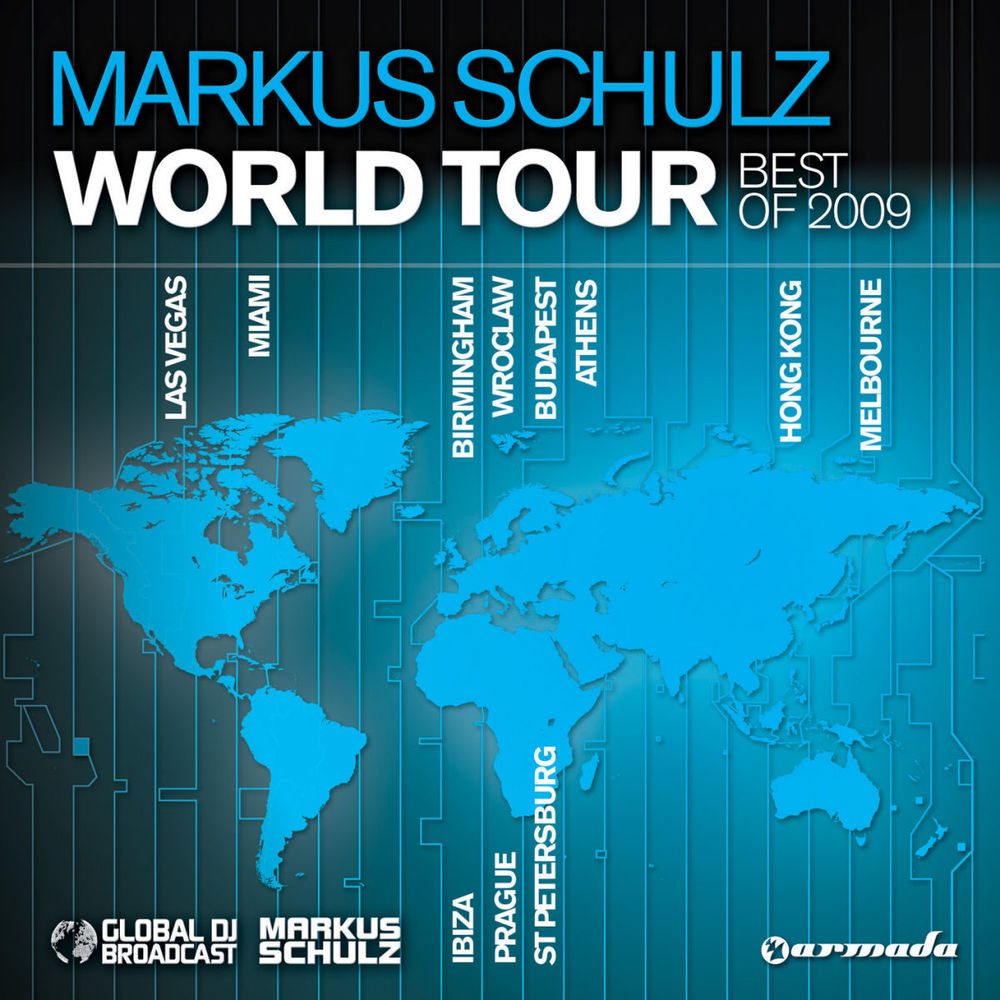 MARKUS SCHULZ
WORLD TOUR
BEST
OF 2009
LAS VEGAS
MIAMI
BIRMINGHAM
WROCLAW
BUDAPEST
ATHENS
HONG KONG
MELBOURNE
IBIZA
PRAGUE
ST PETERSBURG
GLOBAL DJ
BROADCAST
MARKUS
SCHULZ
armada